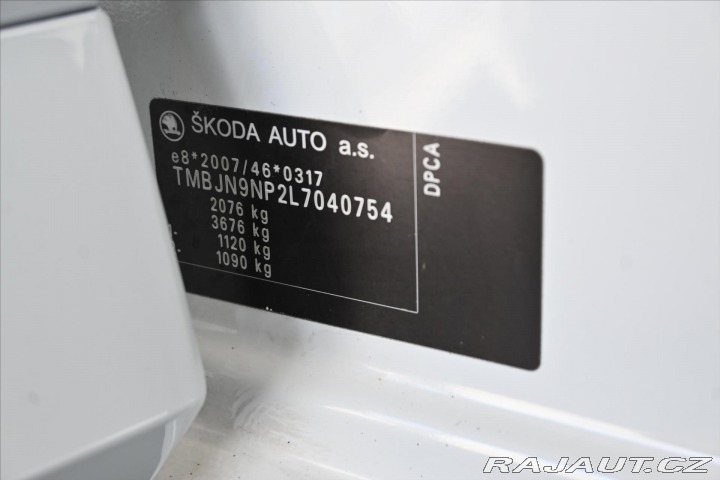 ŠKODA AUTO a.s.
e8*2007/46*0317
TMBJN9NP2L7040754
2076 kg
3676 kg
1120 kg
1090 kg
DPCA
RAJAUT.CZ